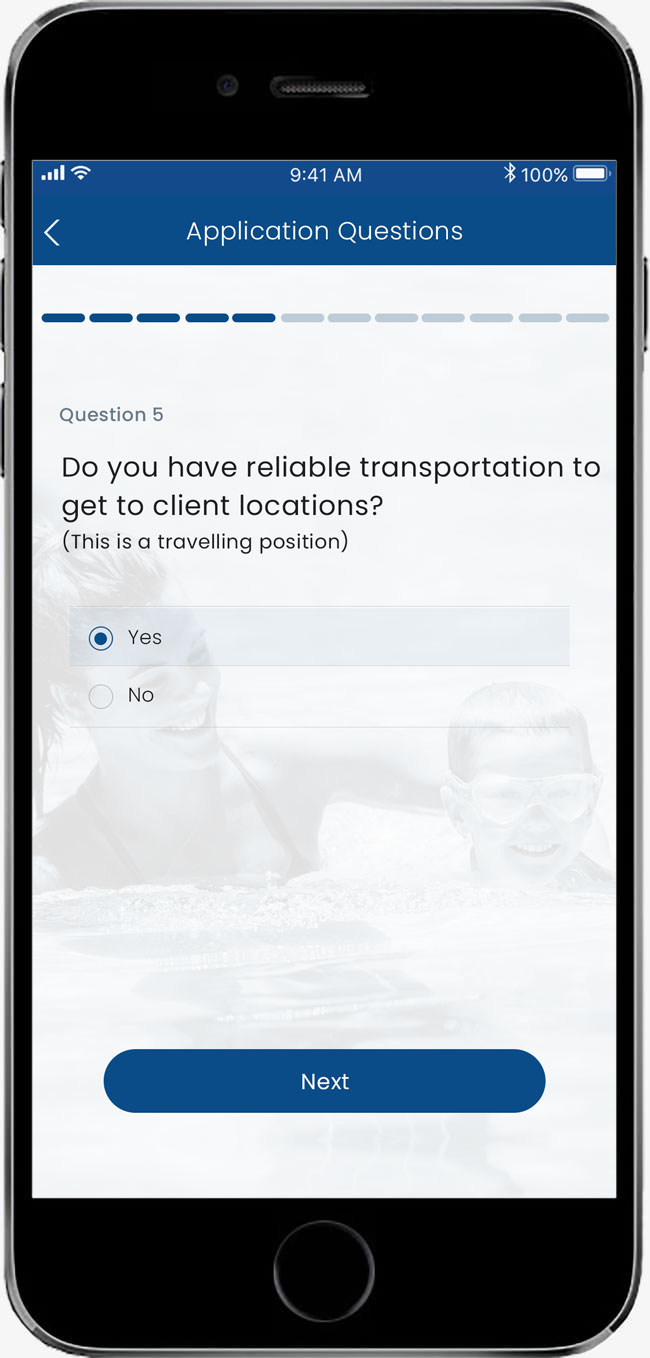 9:41 AM
100%
Application Questions
Question 5
Do you have reliable transportation to
get to client locations?
(This is a travelling position)
Yes
No
Next